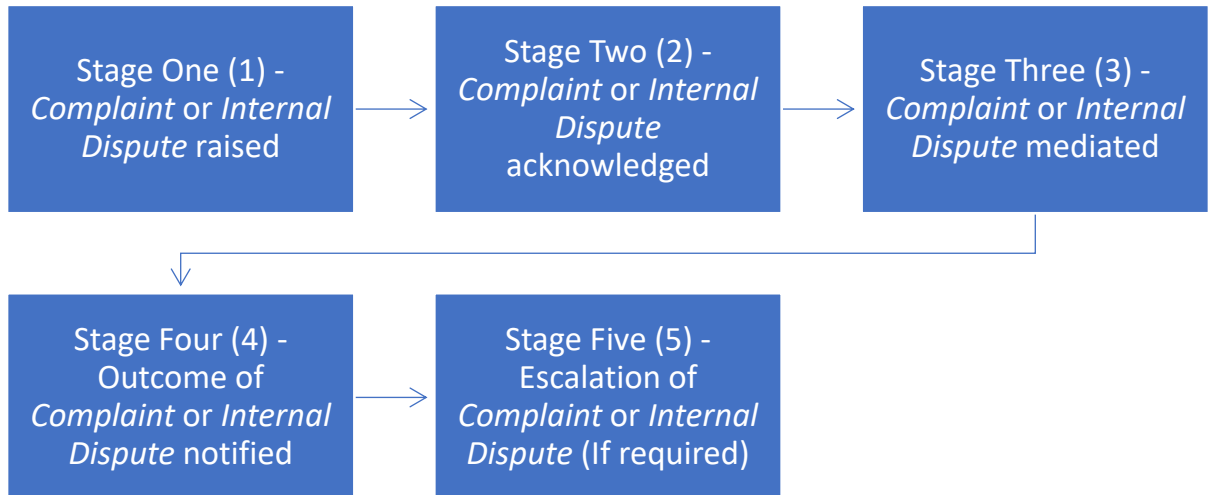 Stage One (1) -
Complaint or Internal
Dispute raised
Stage Two (2) -
Complaint or Internal
Dispute
acknowledged
Stage Three (3) -
Complaint or Internal
Dispute mediated
Stage Four (4) -
Outcome of
Complaint or Internal
Dispute notified
Stage Five (5) -
Escalation of
Complaint or Internal
Dispute (If required)